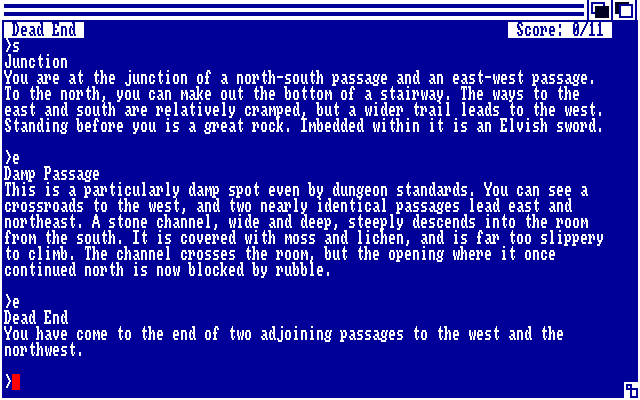 Dead End Score: 0/11
>s
Junction
You are at the junction of a north-south passage and an east-west passage.
To the north, you can make out the bottom of a stairway. The ways to the
east and south are relatively cramped, but a wider trail leads to the west.
Standing before you is a great rock. Imbedded within it is an Elvish sword.
>e
Damp Passage
This is a particularly damp spot even by dungeon standards. You can see a
crossroads to the west, and two nearly identical passages lead east and
northeast. A stone channel, wide and deep, steeply descends into the room
from the south. It is covered with moss and lichen, and is far too slippery
to climb. The channel crosses the room, but the opening where it once
continued north is now blocked by rubble.
>e
Dead End
You have come to the end of two adjoining passages to the west and the
northwest.
>